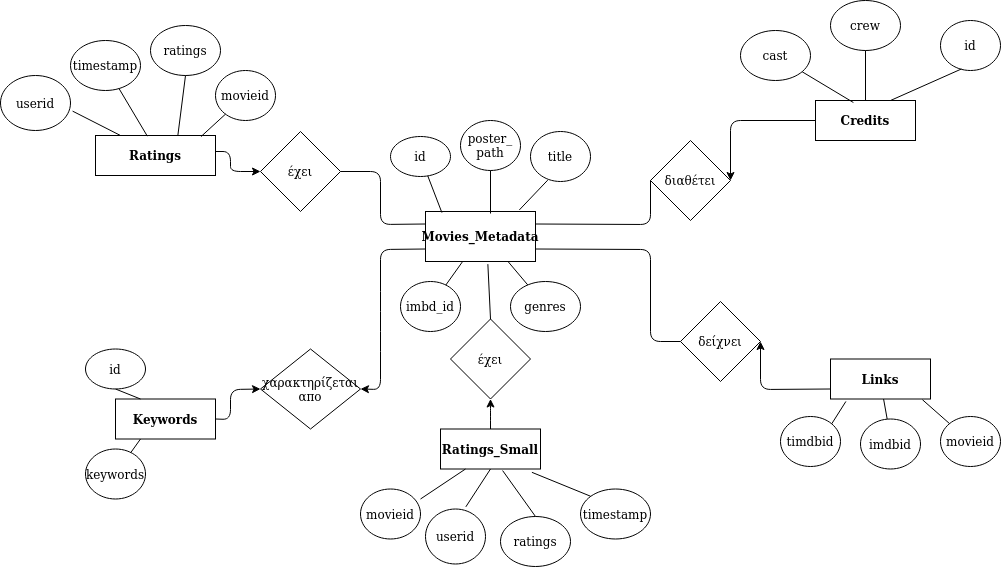 crew
id
cast
ratings
timestamp
userid
movieid
Credits
Ratings
poster_
path
id
title
έχει
διαθέτει
Movies_Metadata
imbd_id
genres
δείχνει
έχει
id
χαρακτηρίζεται
απο
Links
Keywords
Ratings_Small
timdbid
imdbid
movieid
keywords
movieid
userid
ratings
timestamp